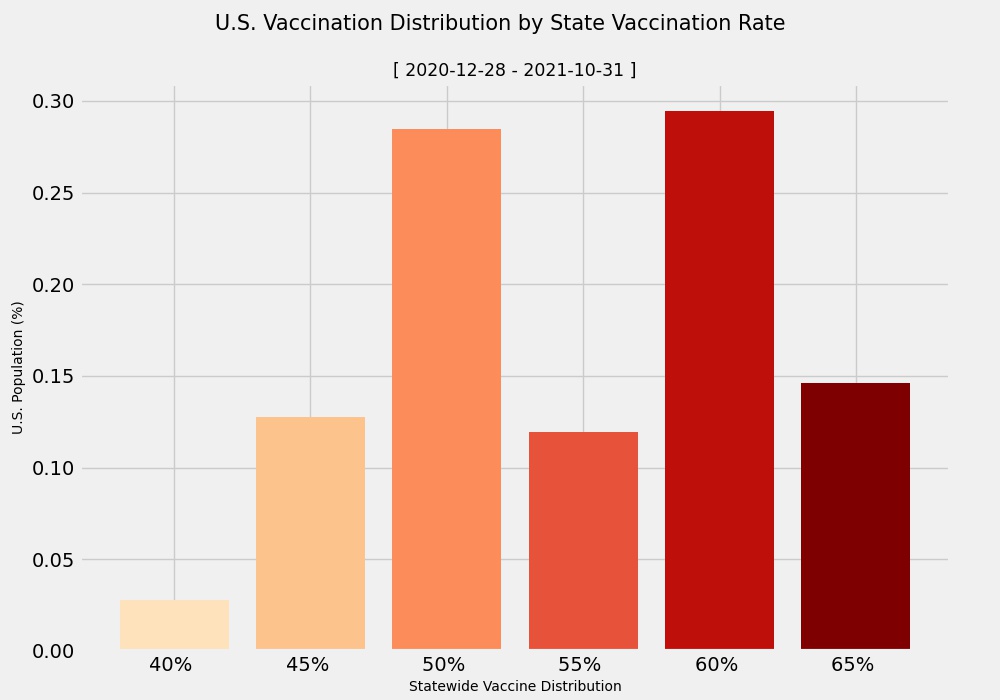 U.S. Vaccination Distribution by State Vaccination Rate
[ 2020-12-28 - 2021-10-31 ]
0.30
0.25
0.20
0.15
0.10
0.05
0.00
U.S. Population (%)
40% 45% 50% 55% 60% 65%
Statewide Vaccine Distribution